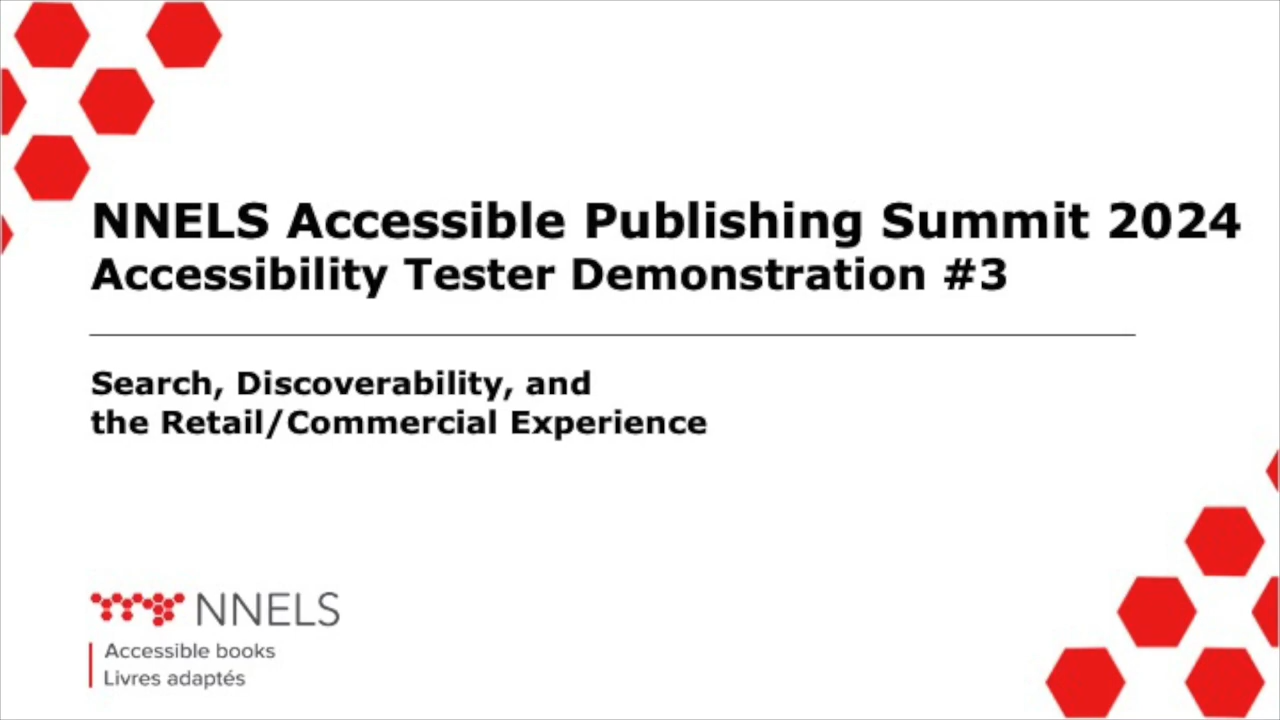 NNELS Accessible Publishing Summit 2024
Accessibility Tester Demonstration #3
Search, Discoverability, and
the Retail/Commercial Experience
NNELS
Accessible books
Livres adaptés